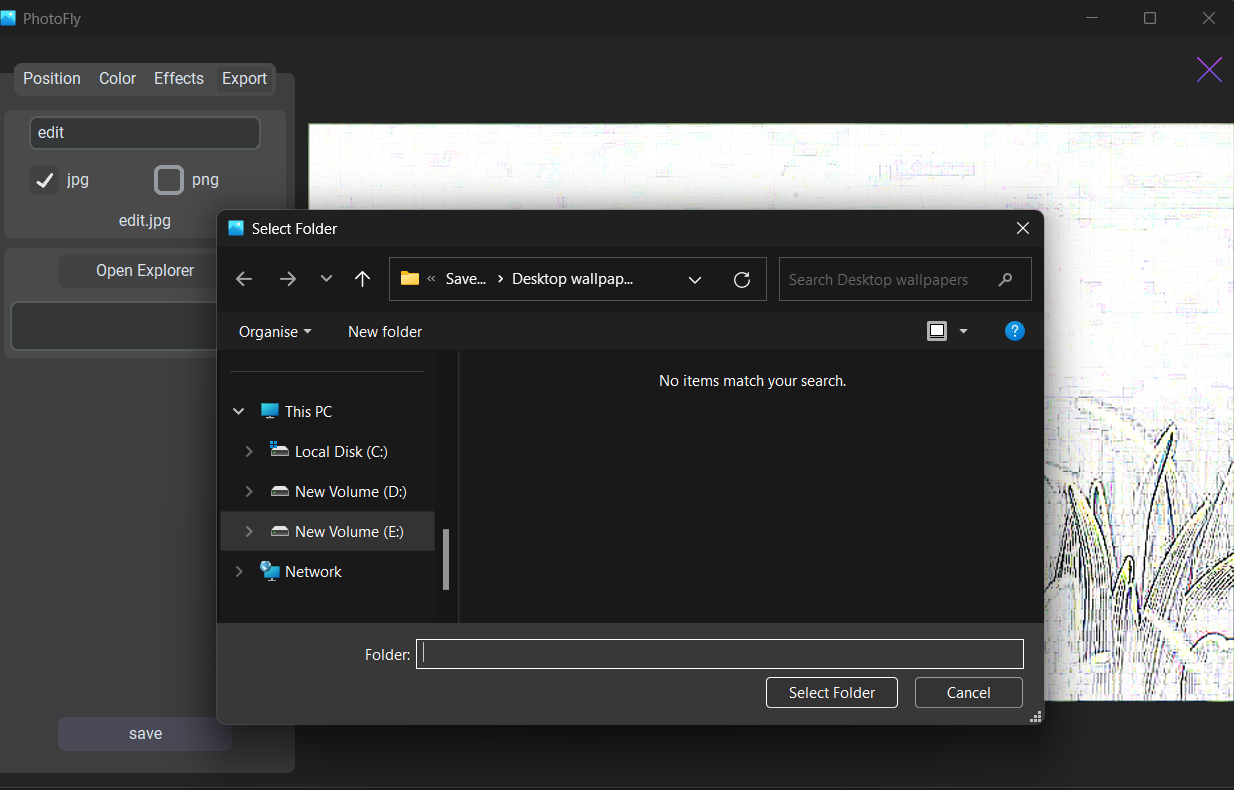 PhotoFly
Position Color Effects Export
edit
jpg png
edit.jpg
Open Explorer
save
Select Folder
« Save... › Desktop wallpap...
Search Desktop wallpapers
Organise New folder
?
No items match your search.
This PC
Local Disk (C:)
New Volume (D:)
New Volume (E:)
Network
Folder:
Select Folder Cancel